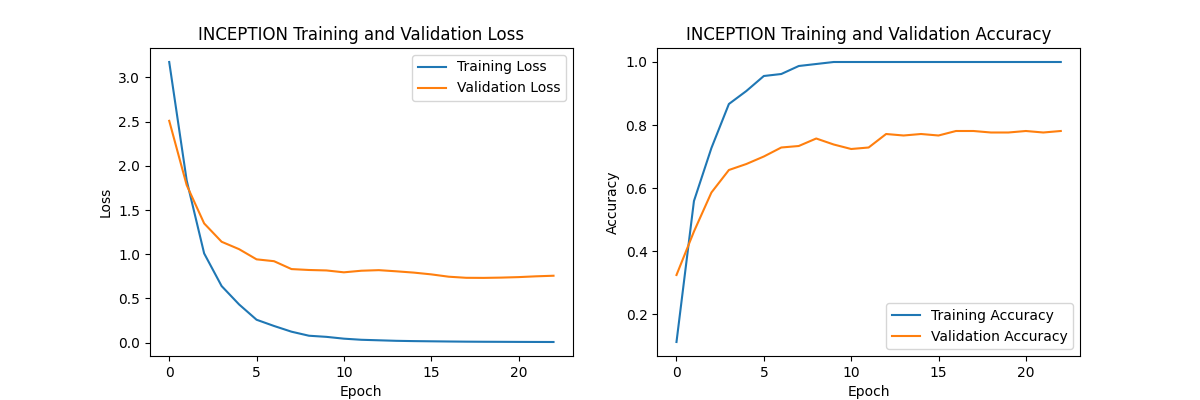 INCEPTION Training and Validation Loss
Training Loss
Validation Loss
3.0
2.5
2.0
1.5
1.0
0.5
0.0
Loss
0
5
10
15
20
Epoch
INCEPTION Training and Validation Accuracy
1.0
0.8
0.6
0.4
0.2
Accuracy
Training Accuracy
Validation Accuracy
0
5
10
15
20
Epoch